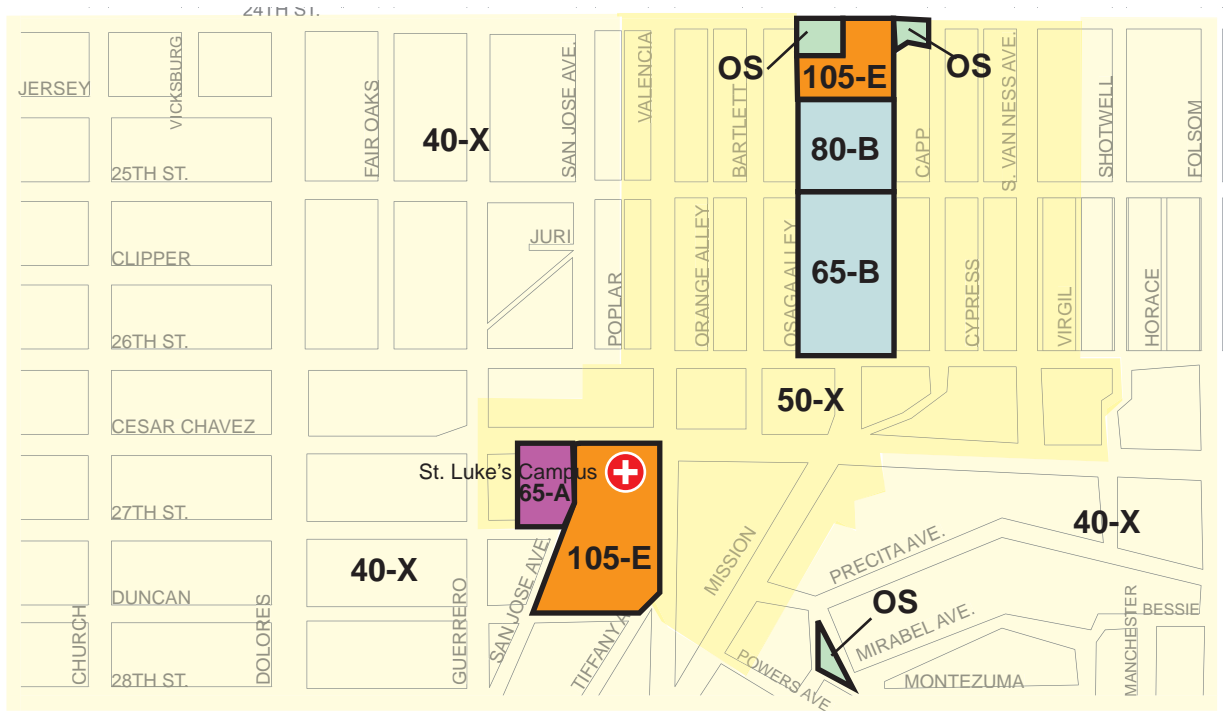 24TH ST.
JERSEY
VICKSBURG
FAIR OAKS
40-X
SAN JOSE AVE.
VALENCIA
BARTLETT
OS
105-E
OS
80-B
CAPP
S. VAN NESS AVE.
SHOTWELL
FOLSOM
25TH ST.
CLIPPER
JURI
POPLAR
ORANGE ALLEY
OSAGA ALLEY
65-B
CYPRESS
VIRGIL
HORACE
26TH ST.
50-X
CESAR CHAVEZ
St. Luke's Campus
65-A
27TH ST.
105-E
40-X
40-X
MISSION
PRECITA AVE.
DUNCAN
OS
MIRABEL AVE.
MANCHESTER
BESSIE
CHURCH
DOLORES
GUERRERO
SAN JOSE AVE.
TIFFANY A
POWERS AVE
MONTEZUMA
28TH ST.